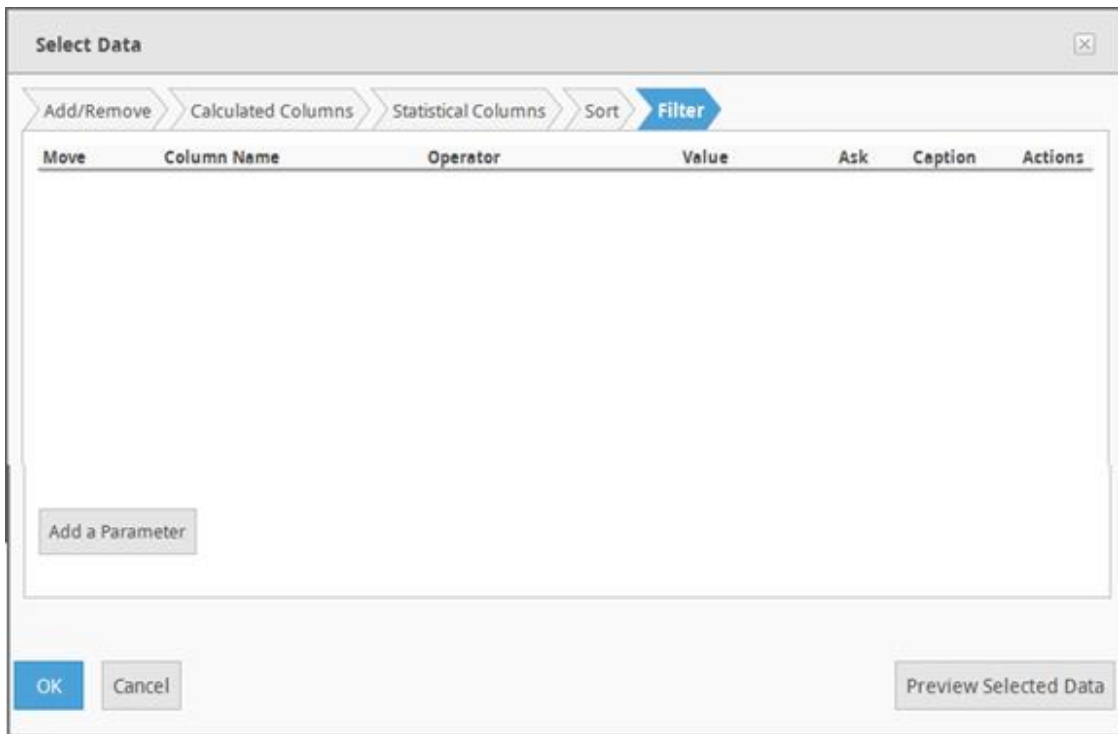 Select Data
Add/Remove Calculated Columns Statistical Columns Sort Filter
Move Column Name Operator Value Ask Caption Actions
Add a Parameter
OK Cancel Preview Selected Data